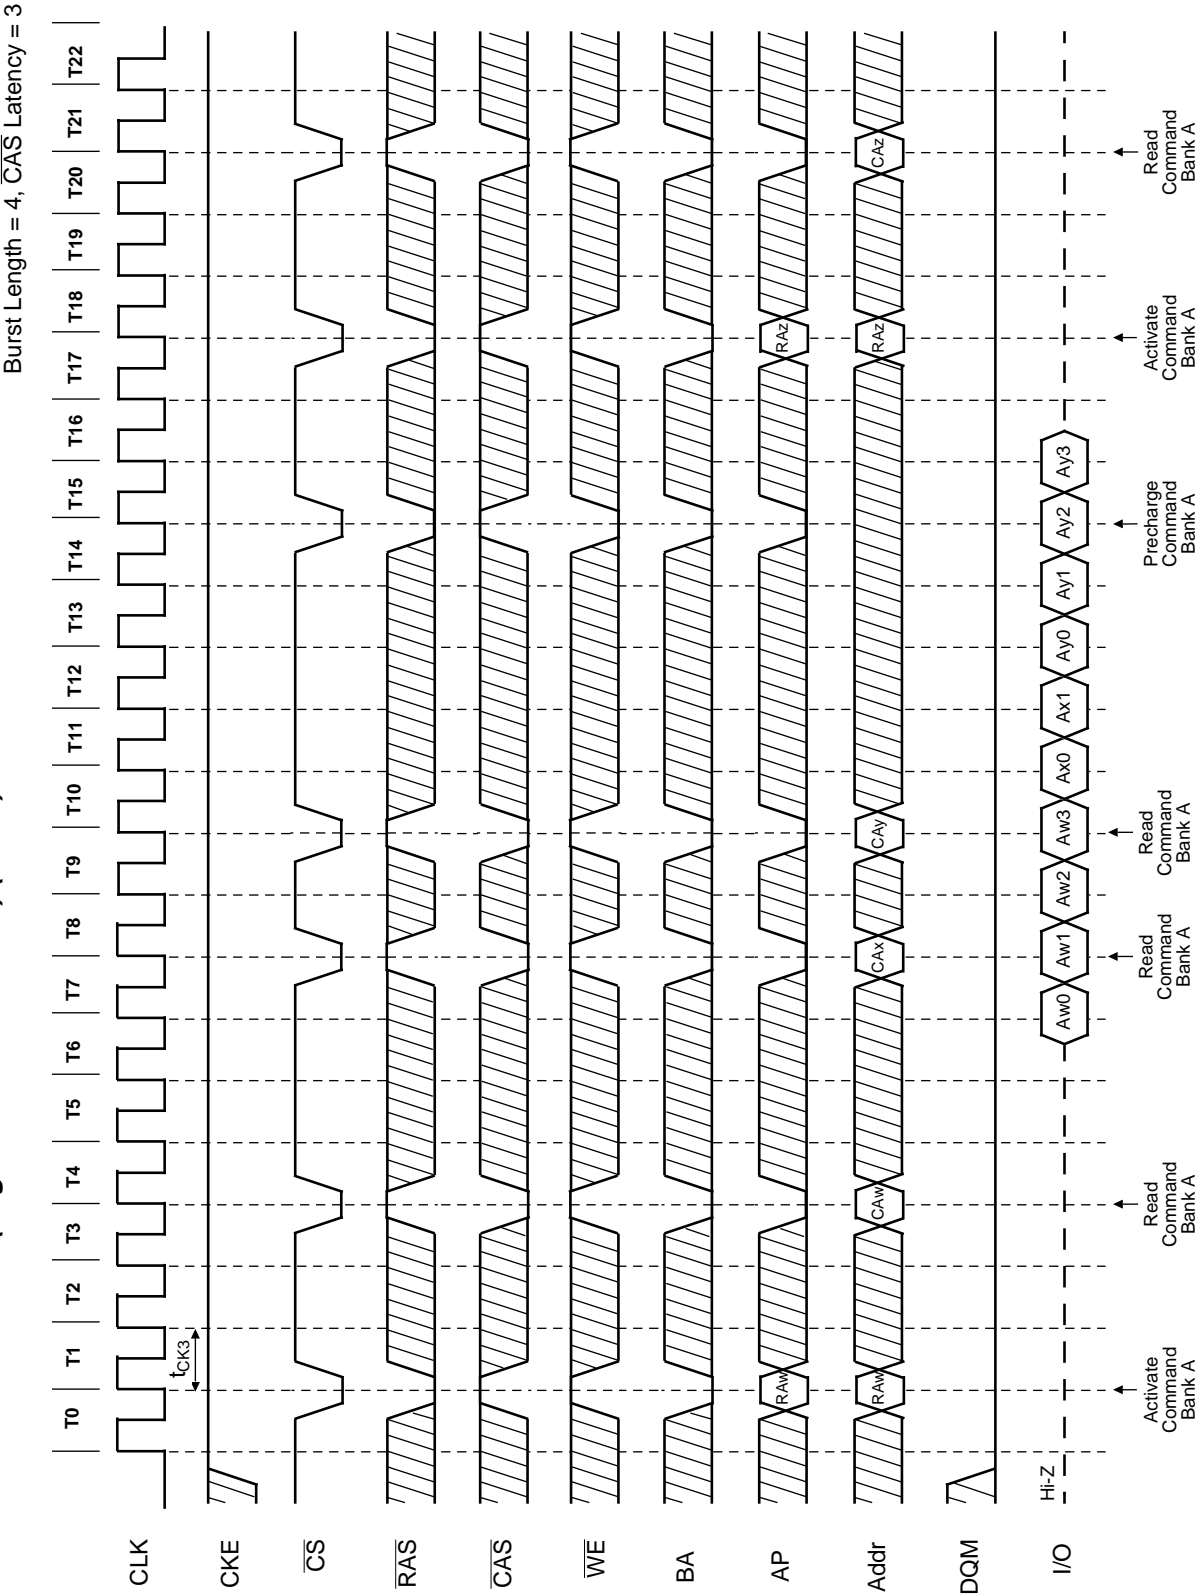 Burst Length = 4, CAS Latency = 3
T0 T1 T2 T3 T4 T5 T6 T7 T8 T9 T10 T11 T12 T13 T14 T15 T16 T17 T18 T19 T20 T21 T22
CLK
tCK3
CKE
CS
RAS
CAS
WE
BA
AP
RAw RAz
Addr
RAw CAw CAx CAy RAz CAz
DQM
I/O
Hi-Z
Aw0 Aw1 Aw2 Aw3 Ax0 Ax1 Ay0 Ay1 Ay2 Ay3
Activate
Command
Bank A
Read
Command
Bank A
Read
Command
Bank A
Read
Command
Bank A
Precharge
Command
Bank A
Activate
Command
Bank A
Read
Command
Bank A